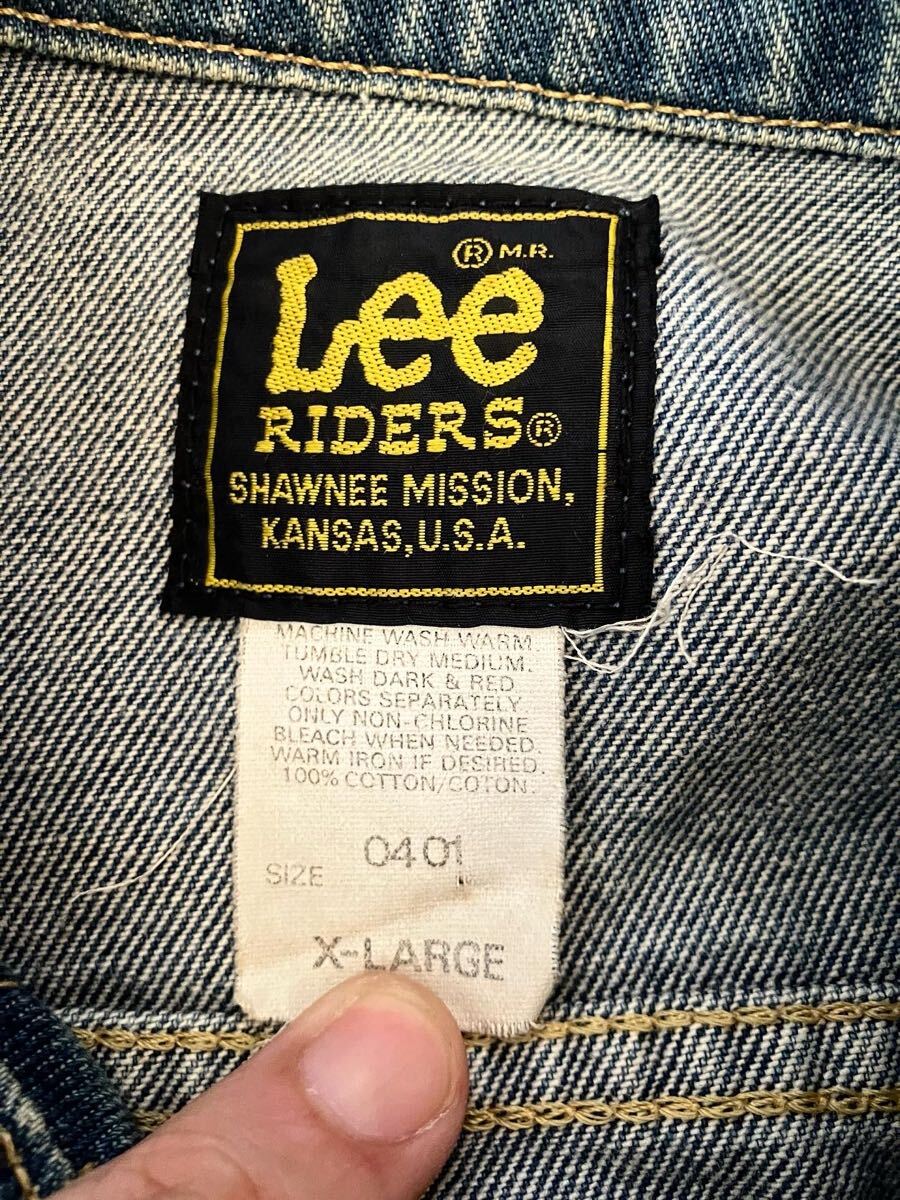 ® M.R.
Lee
RIDERS®
SHAWNEE MISSION,
KANSAS, U.S.A.
MACHINE WASH WARM.
TUMBLE DRY MEDIUM.
WASH DARK & RED
COLORS SEPARATELY
ONLY NON-CHLORINE
BLEACH WHEN NEEDED.
WARM IRON IF DESIRED.
100% COTTON/COTON.
0401
SIZE
X-LARGE